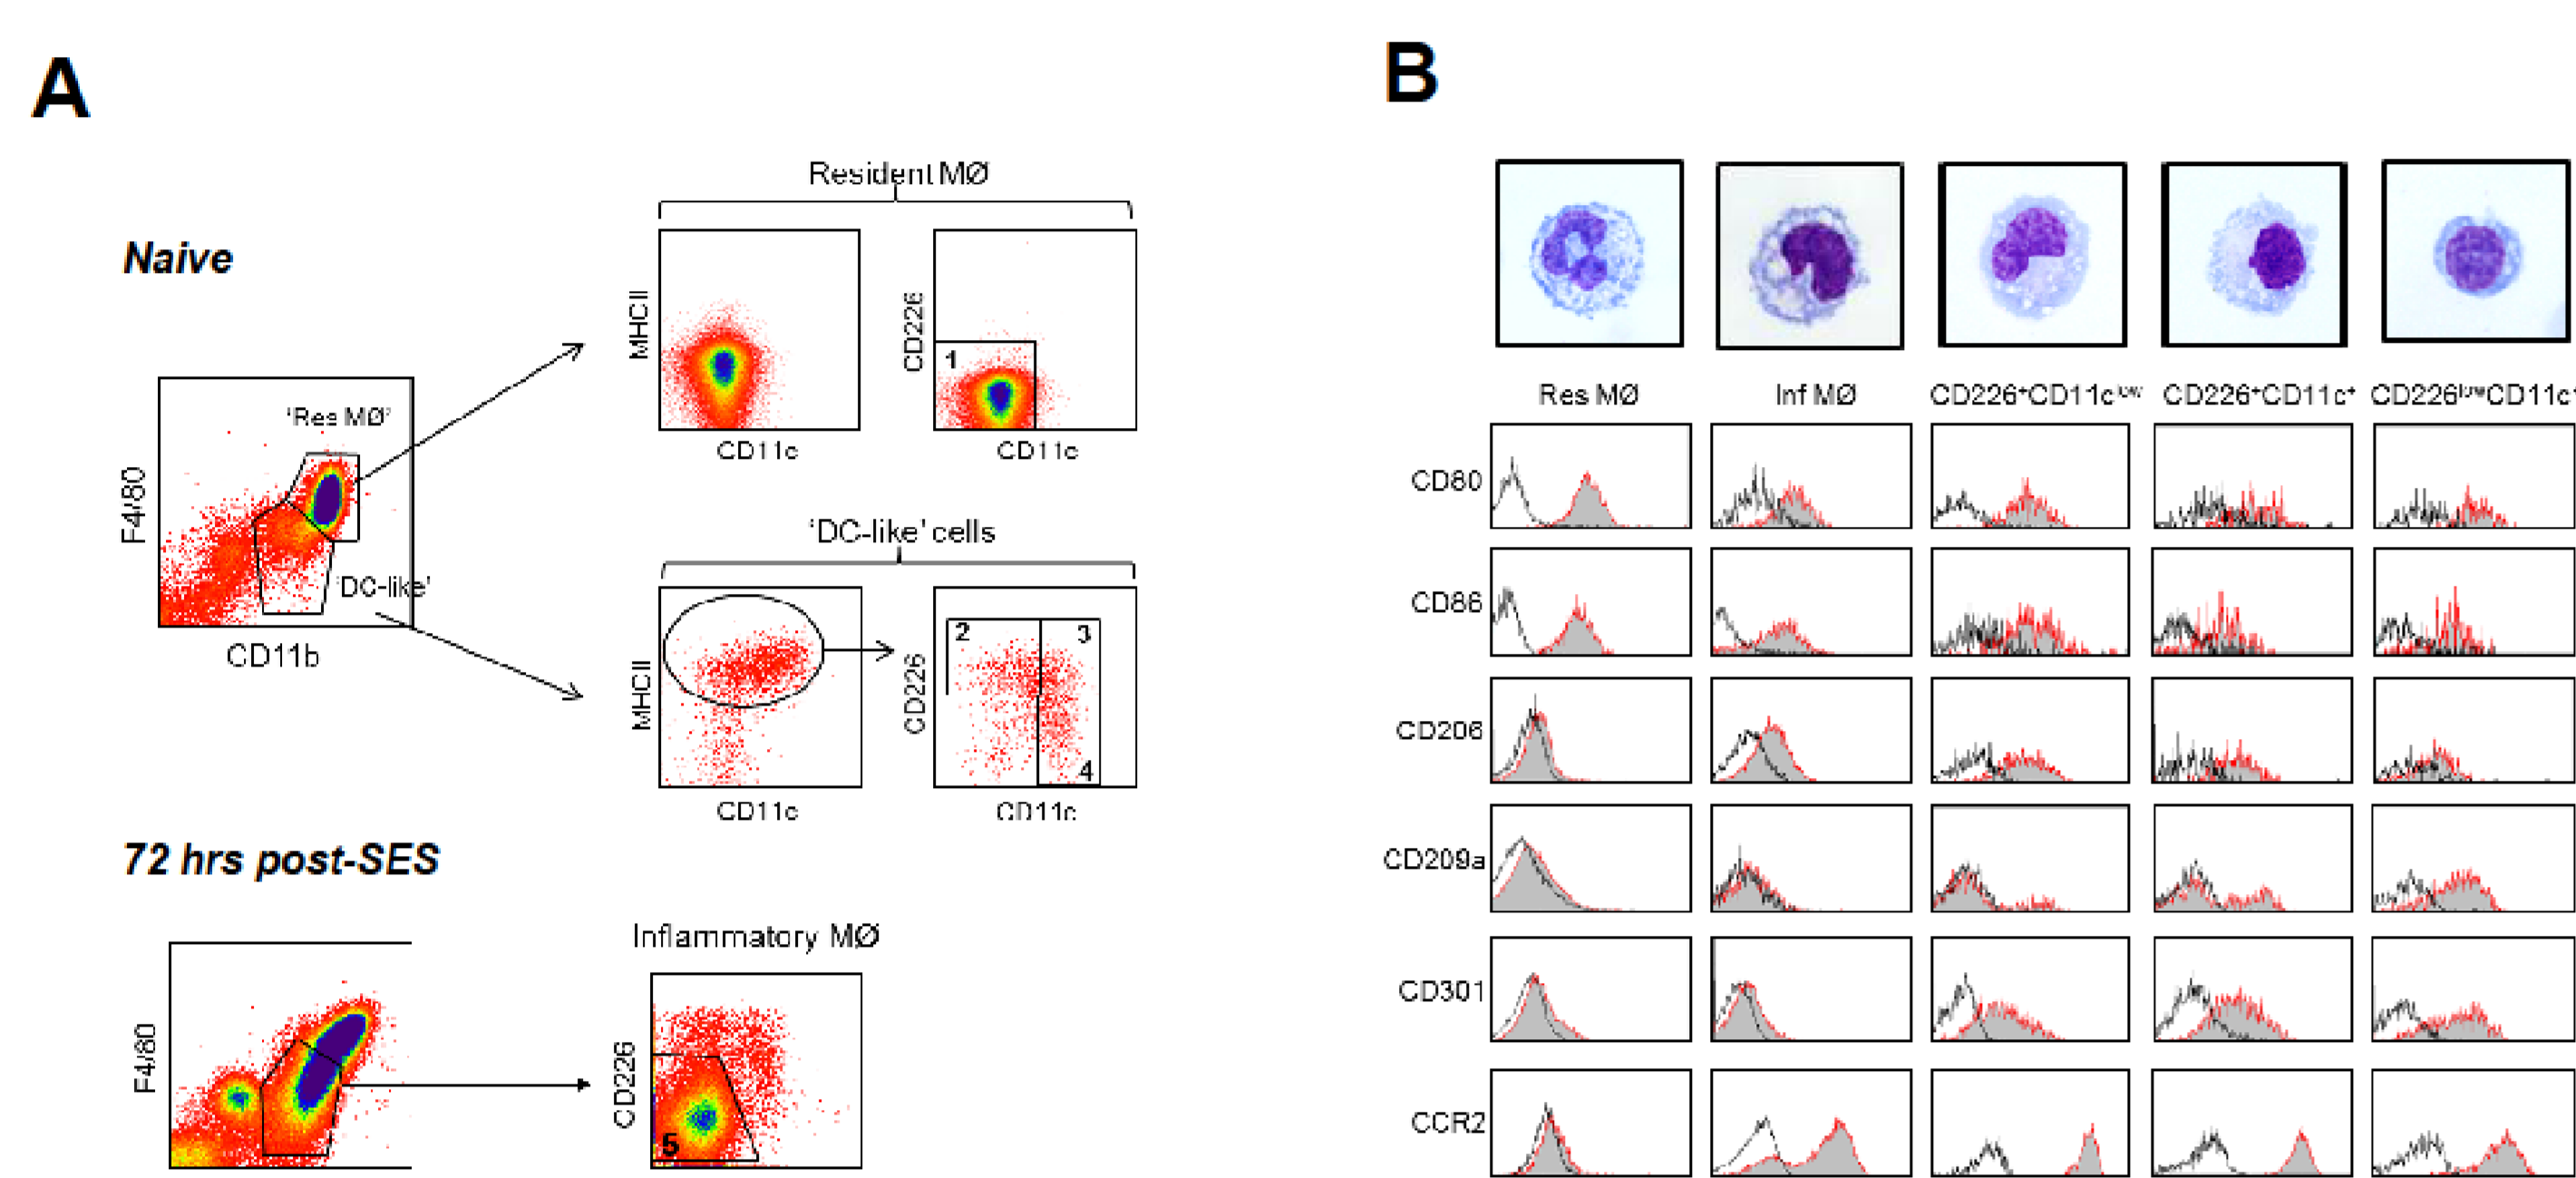 A
B
Resident MØ
Naive
MHCII
CD226
1
'Res MØ'
CD11c
CD11c
F4/80
'DC-like' cells
'DC-like'
CD11b
MHCII
CD226
2
3
4
CD11c
CD11c
72 hrs post-SES
Inflammatory MØ
F4/80
CD226
5
Res MØ
Inf MØ
CD226⁺CD11cˡᵒʷ
CD226⁺CD11c⁺
CD226ˡᵒʷCD11c⁺
CD80
CD86
CD206
CD209a
CD301
CCR2